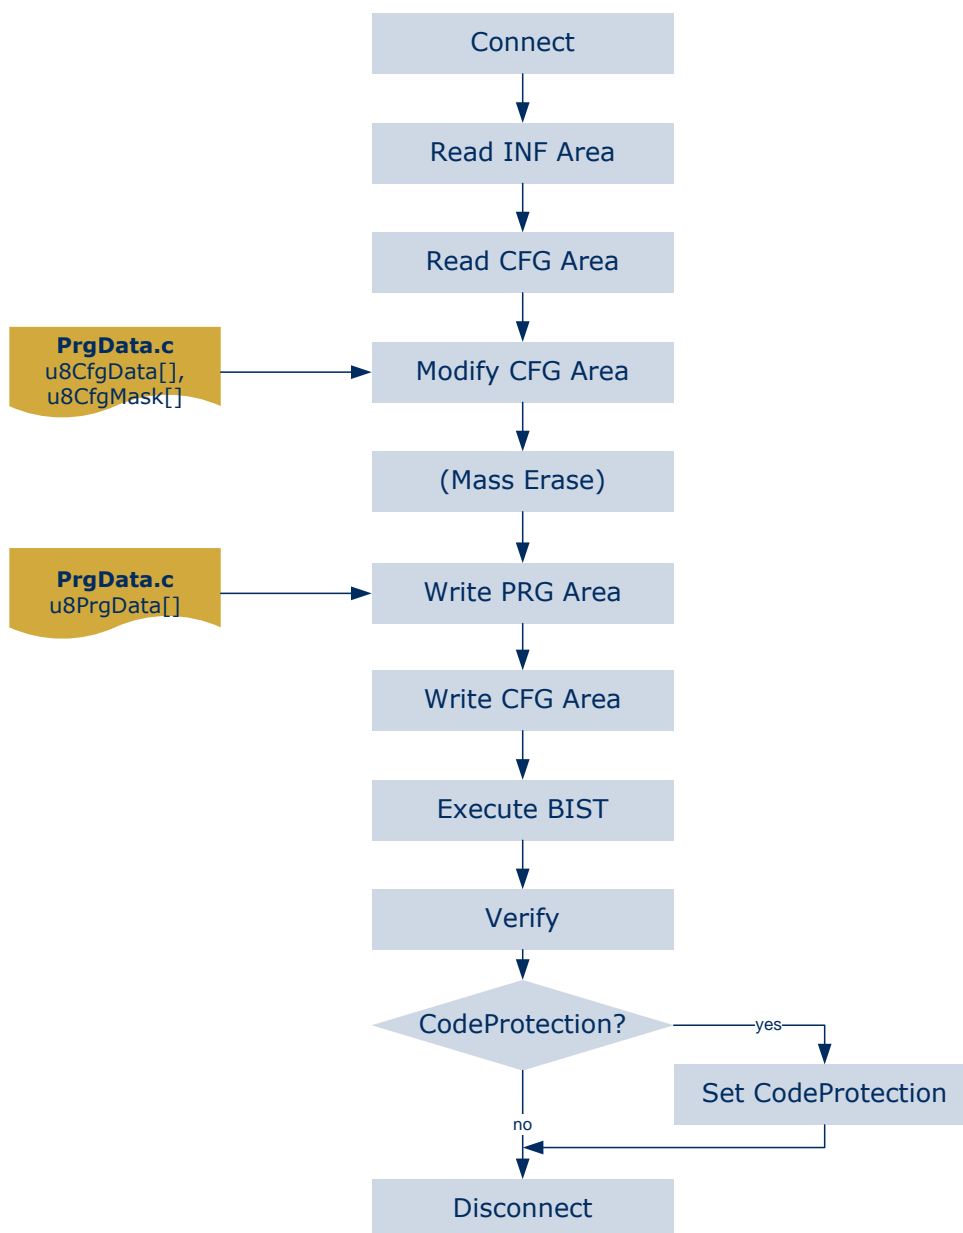 Connect
Read INF Area
Read CFG Area
PrgData.c
u8CfgData[],
u8CfgMask[]
Modify CFG Area
(Mass Erase)
PrgData.c
u8PrgData[]
Write PRG Area
Write CFG Area
Execute BIST
Verify
CodeProtection?
yes
Set CodeProtection
no
Disconnect